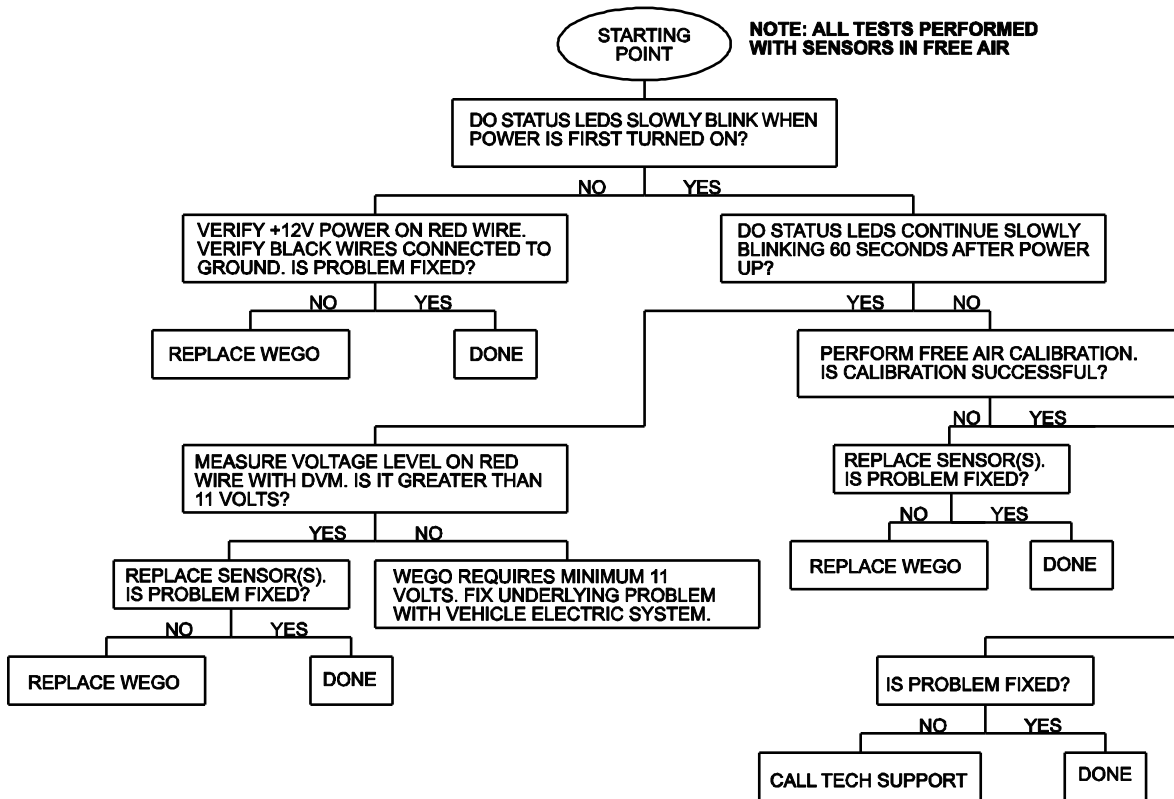 STARTING
POINT
NOTE: ALL TESTS PERFORMED
WITH SENSORS IN FREE AIR
DO STATUS LEDS SLOWLY BLINK WHEN
POWER IS FIRST TURNED ON?
NO YES
VERIFY +12V POWER ON RED WIRE.
VERIFY BLACK WIRES CONNECTED TO
GROUND. IS PROBLEM FIXED?
DO STATUS LEDS CONTINUE SLOWLY
BLINKING 60 SECONDS AFTER POWER
UP?
NO YES
YES NO
REPLACE WEGO
DONE
PERFORM FREE AIR CALIBRATION.
IS CALIBRATION SUCCESSFUL?
NO YES
MEASURE VOLTAGE LEVEL ON RED
WIRE WITH DVM. IS IT GREATER THAN
11 VOLTS?
REPLACE SENSOR(S).
IS PROBLEM FIXED?
YES NO
NO YES
REPLACE SENSOR(S).
IS PROBLEM FIXED?
WEGO REQUIRES MINIMUM 11
VOLTS. FIX UNDERLYING PROBLEM
WITH VEHICLE ELECTRIC SYSTEM.
REPLACE WEGO
DONE
NO YES
REPLACE WEGO
DONE
IS PROBLEM FIXED?
NO YES
CALL TECH SUPPORT
DONE